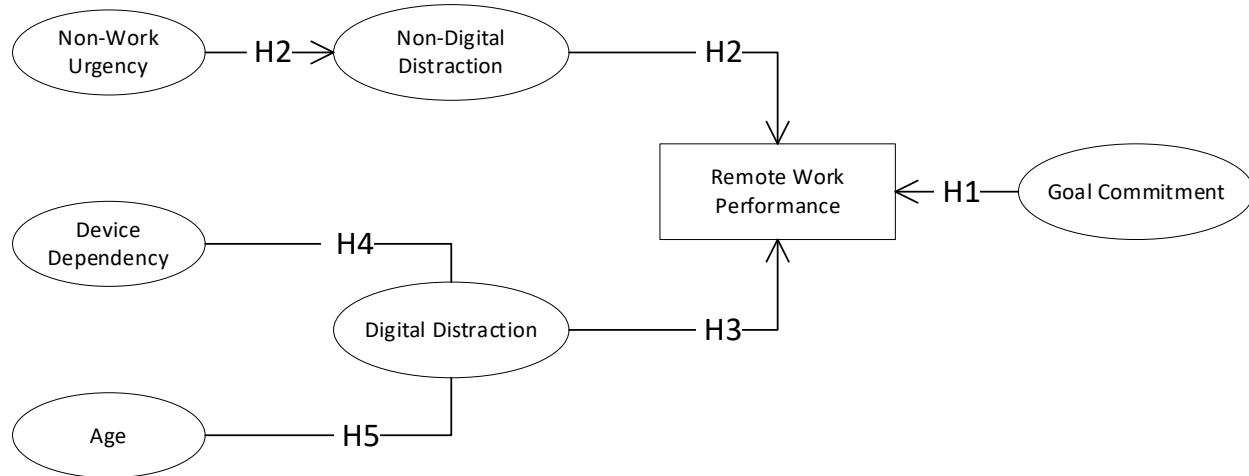 Non-Work
Urgency
H2
Non-Digital
Distraction
H2
Remote Work
Performance
H1
Goal Commitment
Device
Dependency
H4
Digital Distraction
H3
Age
H5